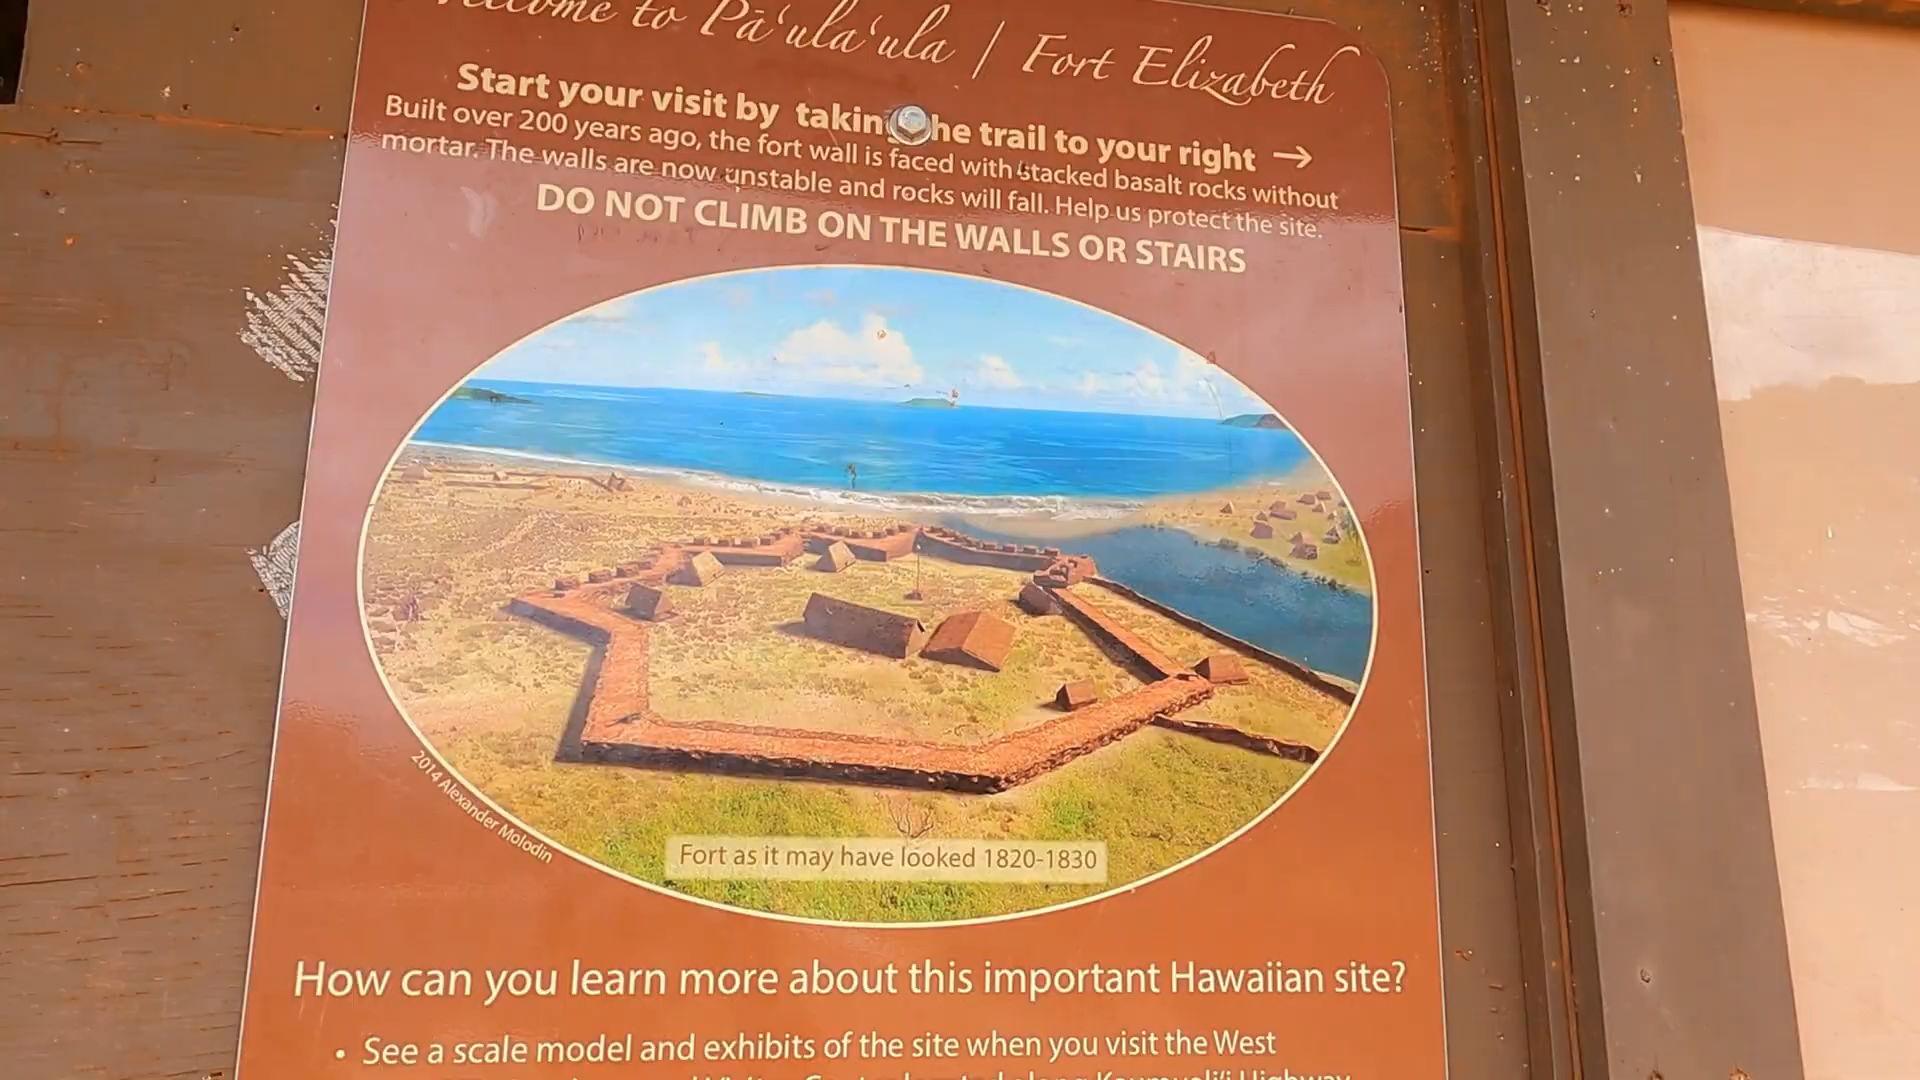 Welcome to Pāʻulaʻula / Fort Elizabeth
Start your visit by taking the trail to your right →
Built over 200 years ago, the fort wall is faced with stacked basalt rocks without
mortar. The walls are now unstable and rocks will fall. Help us protect the site.
DO NOT CLIMB ON THE WALLS OR STAIRS
2014 Alexander Molodin
Fort as it may have looked 1820-1830
How can you learn more about this important Hawaiian site?
• See a scale model and exhibits of the site when you visit the West